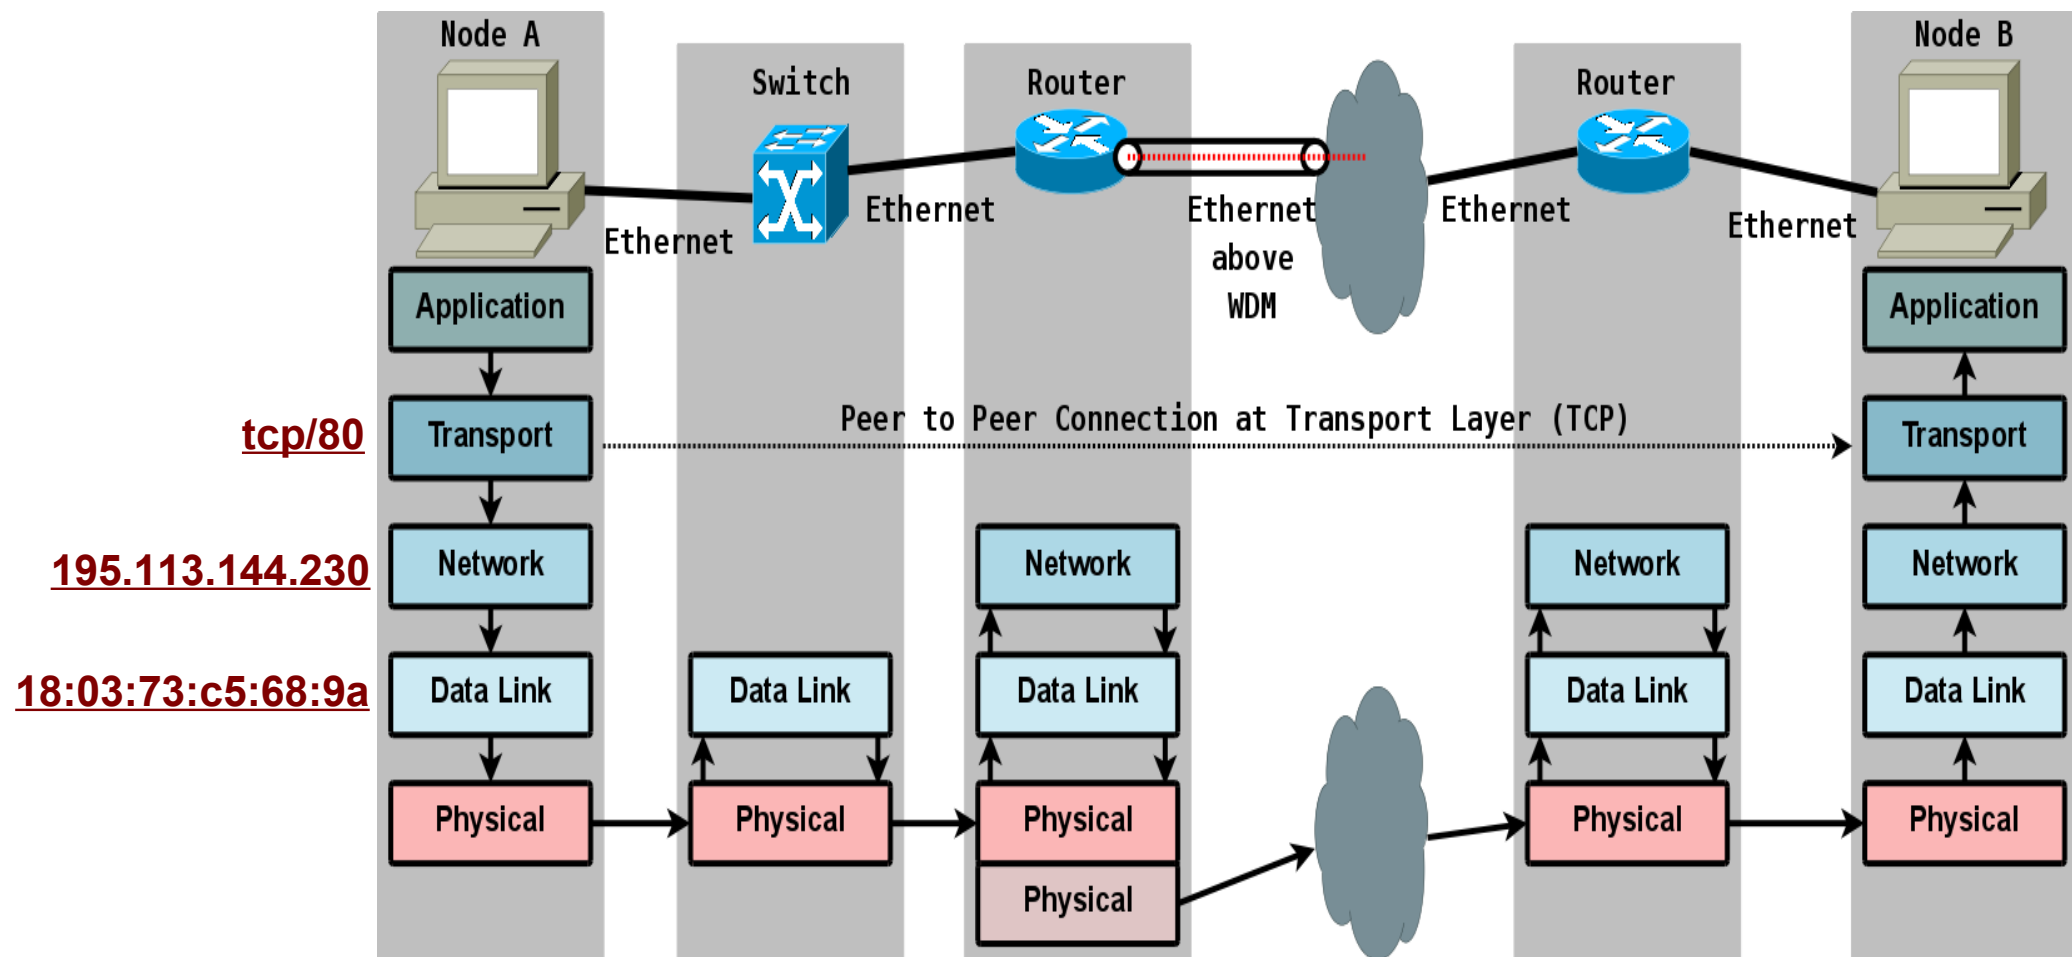 Node A
Node B
Switch
Router
Router
Ethernet
Ethernet
Ethernet
above
WDM
Ethernet
Ethernet
Application
Application
Peer to Peer Connection at Transport Layer (TCP)
tcp/80
Transport
Transport
195.113.144.230
Network
Network
Network
Network
18:03:73:c5:68:9a
Data Link
Data Link
Data Link
Data Link
Data Link
Physical
Physical
Physical
Physical
Physical
Physical